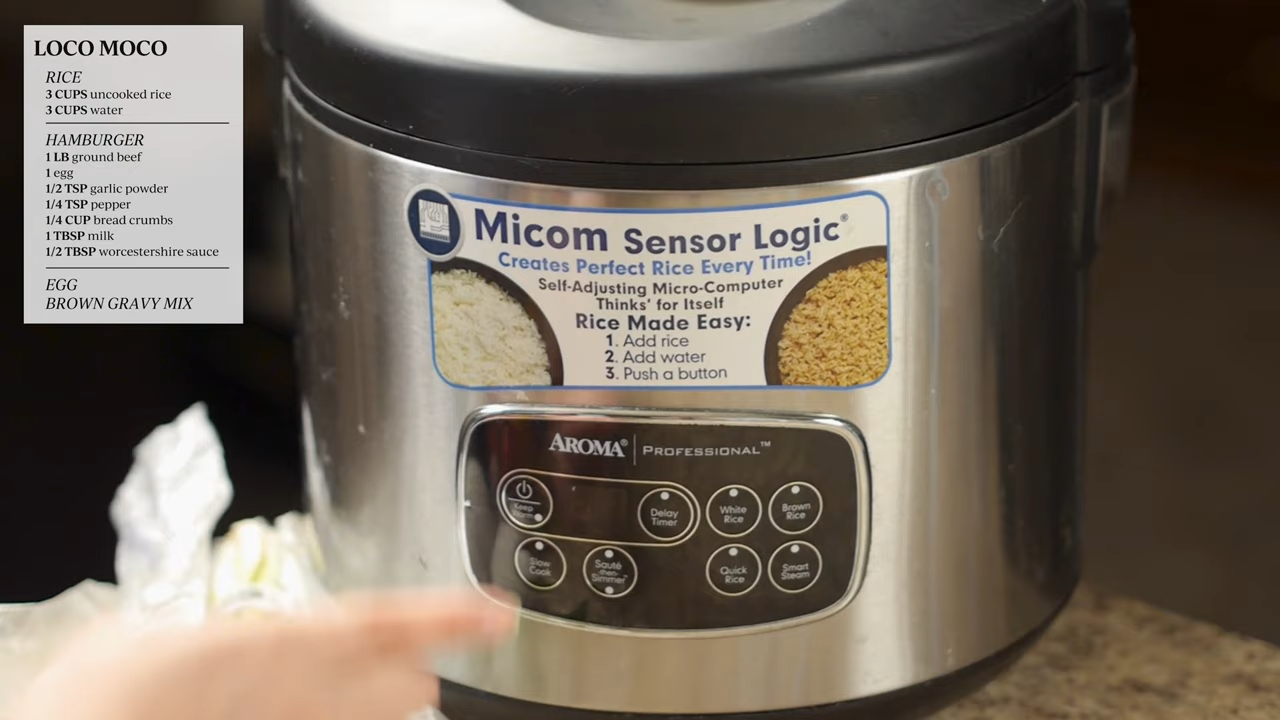 LOCO MOCO
RICE
3 CUPS uncooked rice
3 CUPS water
HAMBURGER
1 LB ground beef
1 egg
1/2 TSP garlic powder
1/4 TSP pepper
1/4 CUP bread crumbs
1 TBSP milk
1/2 TBSP worcestershire sauce
EGG
BROWN GRAVY MIX
Micom Sensor Logic®
Creates Perfect Rice Every Time!
Self-Adjusting Micro-Computer
Thinks' for Itself
Rice Made Easy:
1. Add rice
2. Add water
3. Push a button
AROMA® | PROFESSIONAL™
Keep
Warm
Delay
Timer
White
Rice
Brown
Rice
Slow
Cook
Sauté
-then-
Simmer™
Quick
Rice
Smart
Steam